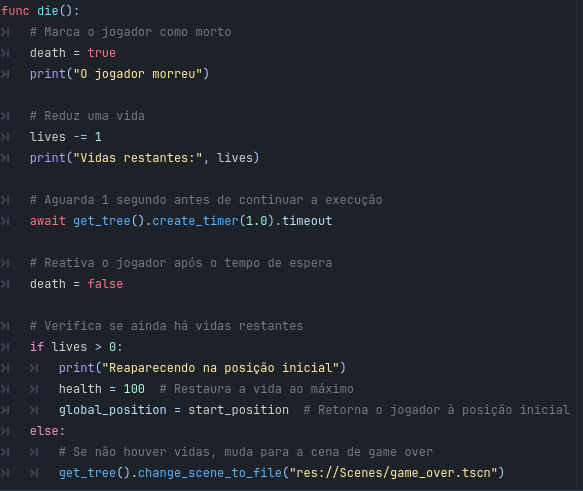 func die():
    # Marca o jogador como morto
    death = true
    print("O jogador morreu")
    # Reduz uma vida
    lives -= 1
    print("Vidas restantes:", lives)
    # Aguarda 1 segundo antes de continuar a execução
    await get_tree().create_timer(1.0).timeout
    # Reativa o jogador após o tempo de espera
    death = false
    # Verifica se ainda há vidas restantes
    if lives > 0:
        print("Reaparecendo na posição inicial")
        health = 100  # Restaura a vida ao máximo
        global_position = start_position  # Retorna o jogador à posição inicial
    else:
        # Se não houver vidas, muda para a cena de game over
        get_tree().change_scene_to_file("res://Scenes/game_over.tscn")